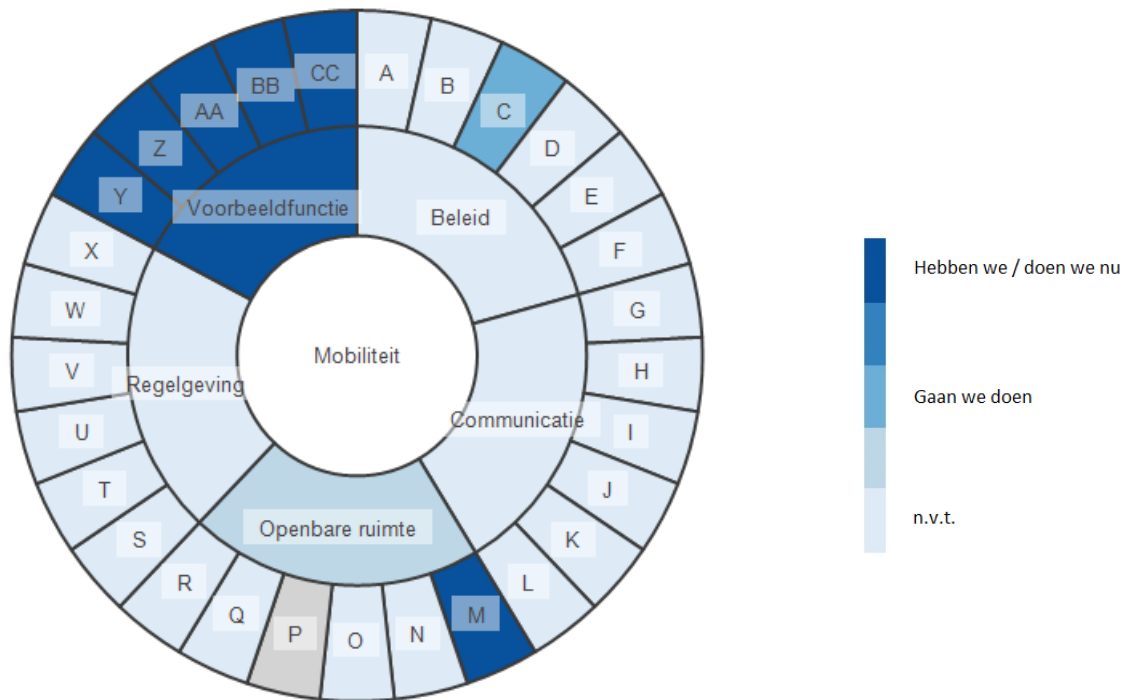 CC
A
B
BB
C
AA
D
Z
E
Y
Voorbeeldfunctie
Beleid
X
F
Hebben we / doen we nu
W
G
Mobiliteit
V
H
Regelgeving
Gaan we doen
Communicatie
U
I
T
J
n.v.t.
Openbare ruimte
S
K
R
L
Q
M
P
O
N